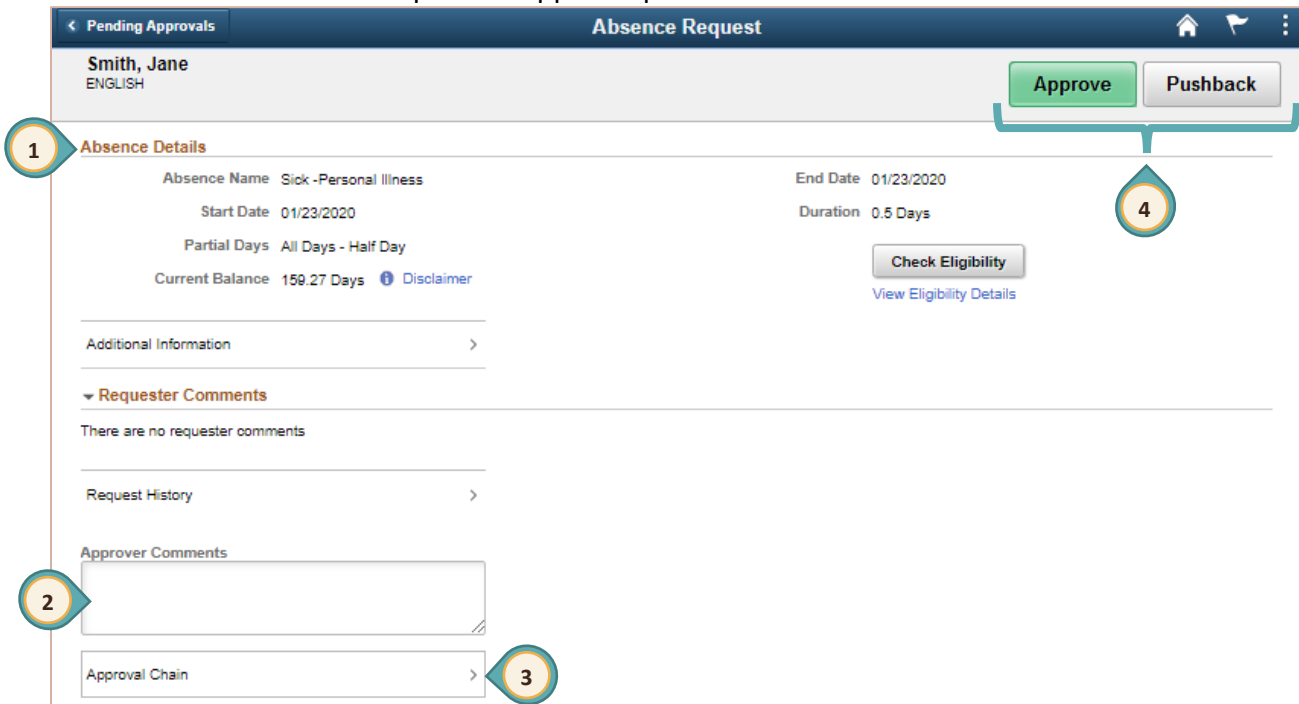 Pending Approvals
Absence Request
Smith, Jane
ENGLISH
Approve
Pushback
1
Absence Details
4
Absence Name Sick -Personal Illness
End Date 01/23/2020
Start Date 01/23/2020
Duration 0.5 Days
Partial Days All Days - Half Day
Check Eligibility
Current Balance 159.27 Days Disclaimer
View Eligibility Details
Additional Information
Requester Comments
There are no requester comments
Request History
Approver Comments
2
Approval Chain
3